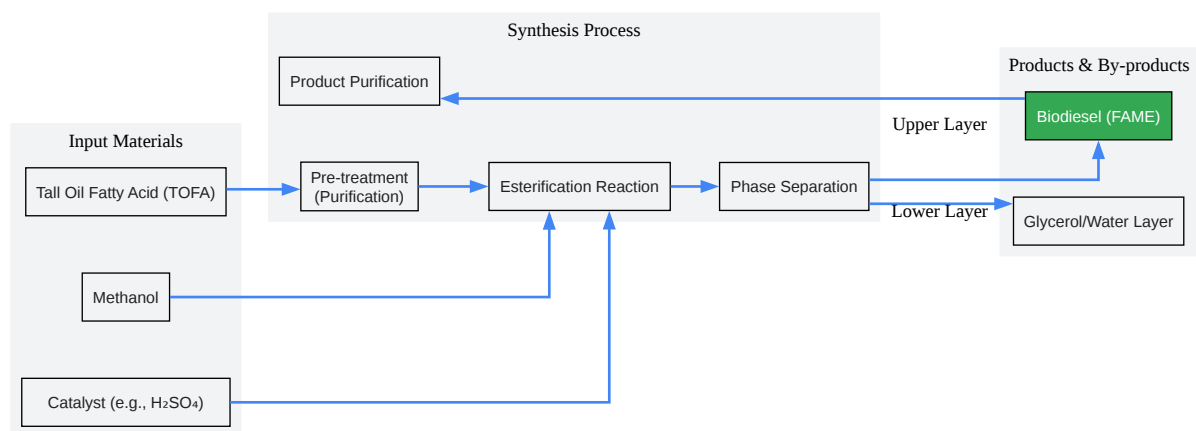 Synthesis Process
Product Purification
Products & By-products
Biodiesel (FAME)
Upper Layer
Input Materials
Tall Oil Fatty Acid (TOFA)
Pre-treatment
(Purification)
Esterification Reaction
Phase Separation
Lower Layer
Glycerol/Water Layer
Methanol
Catalyst (e.g., H₂SO₄)